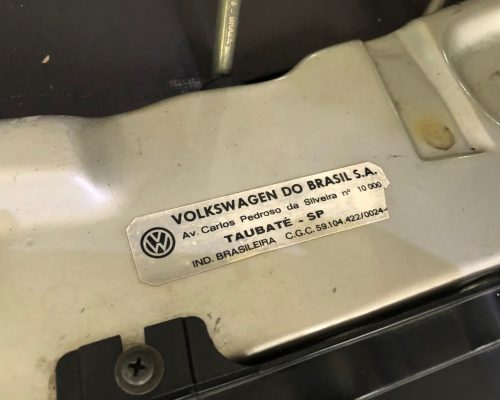 VOLKSWAGEN DO BRASIL S.A.
Av. Carlos Pedroso da Silveira nº 10.000
TAUBATÉ - SP
IND. BRASILEIRA C.G.C. 59.104.422/0024-